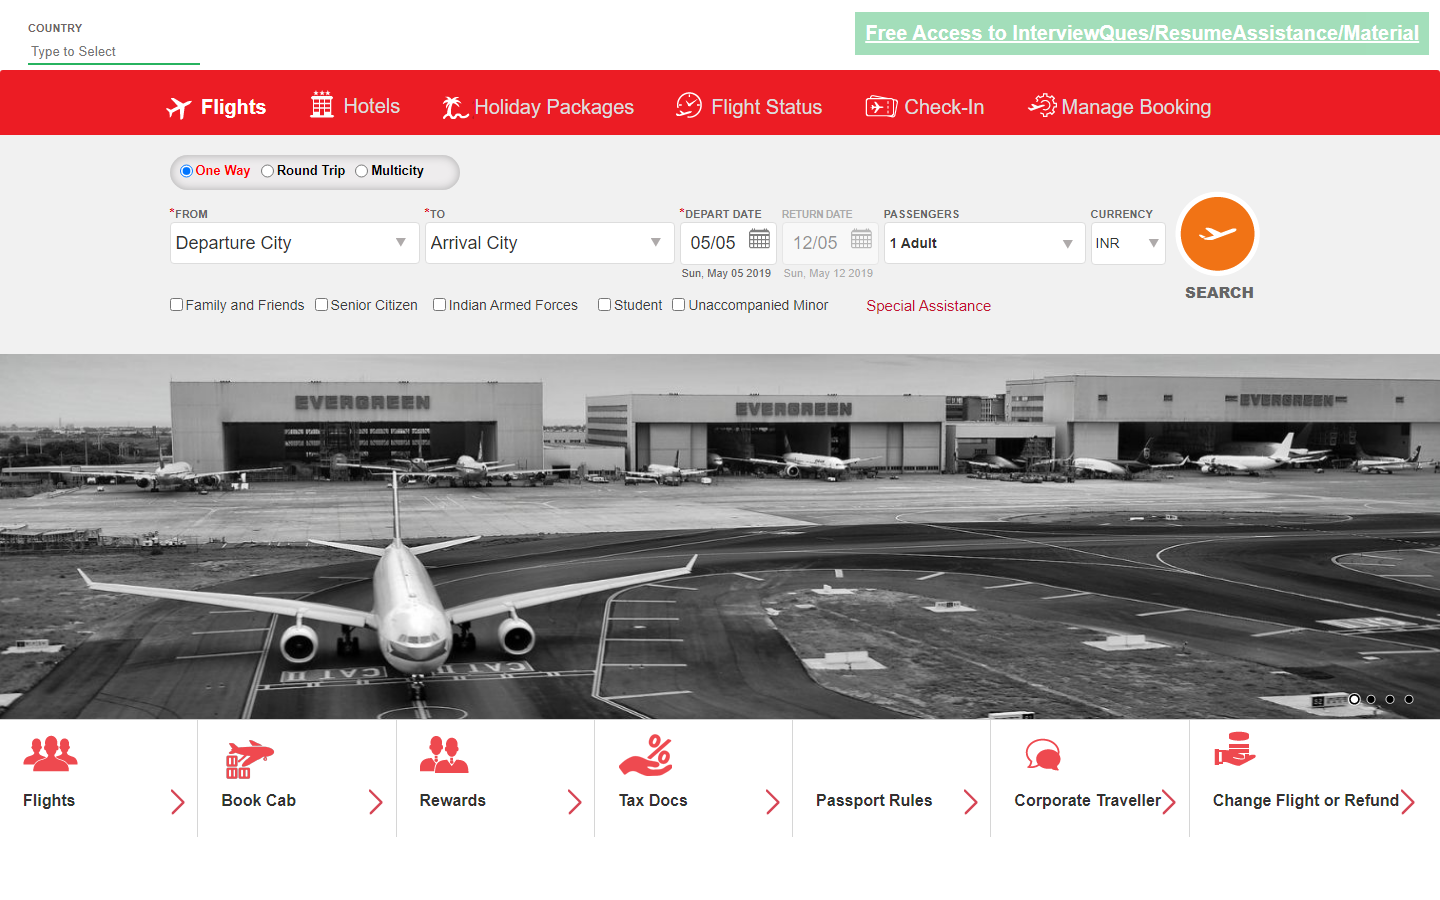 COUNTRY
Type to Select
Free Access to InterviewQues/ResumeAssistance/Material
Flights
Hotels
Holiday Packages
Flight Status
Check-In
Manage Booking
One Way
Round Trip
Multicity
*FROM
*TO
*DEPART DATE
RETURN DATE
PASSENGERS
CURRENCY
Departure City
Arrival City
05/05
12/05
1 Adult
INR
Sun, May 05 2019
Sun, May 12 2019
SEARCH
Family and Friends
Senior Citizen
Indian Armed Forces
Student
Unaccompanied Minor
Special Assistance
EVERGREEN
EVERGREEN
EVERGREEN
CAT III
CAT III
Flights
Book Cab
Rewards
Tax Docs
Passport Rules
Corporate Traveller
Change Flight or Refund